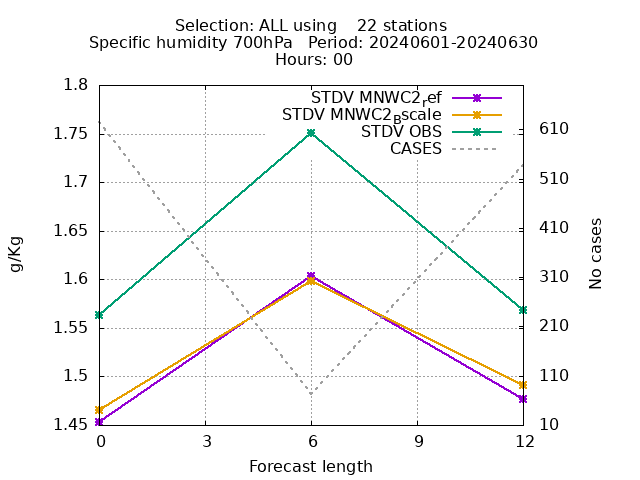 Selection: ALL using    22 stations
Specific humidity 700hPa   Period: 20240601-20240630
Hours: 00
STDV MNWC2_ref
STDV MNWC2_Bscale
STDV OBS
CASES
1.8
1.75
1.7
1.65
1.6
1.55
1.5
1.45
g/Kg
610
510
410
310
210
110
10
No cases
0 3 6 9 12
Forecast length